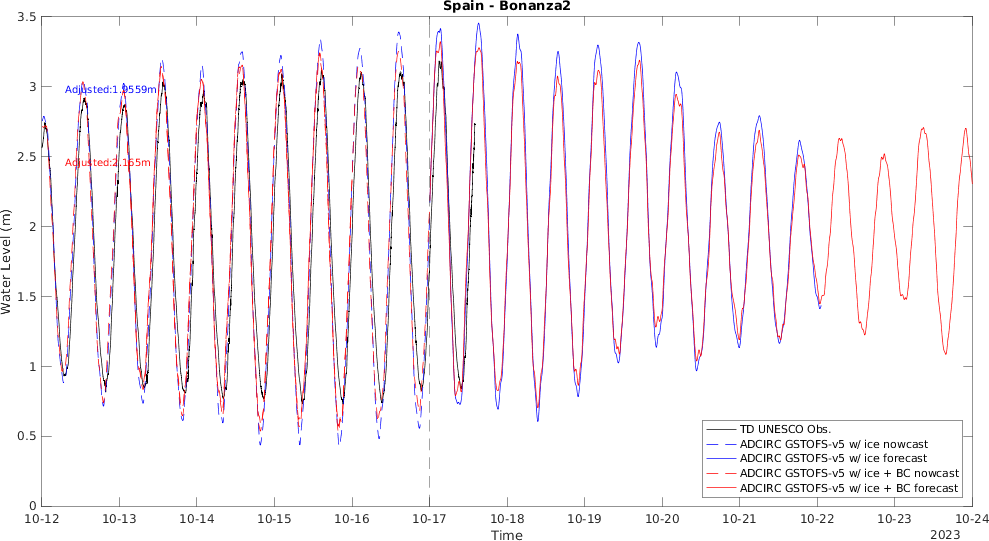 Spain - Bonanza2
3.5
3
2.5
2
1.5
1
0.5
0
Water Level (m)
Adjusted:1.9559m
Adjusted:2.165m
TD UNESCO Obs.
ADCIRC GSTOFS-v5 w/ ice nowcast
ADCIRC GSTOFS-v5 w/ ice forecast
ADCIRC GSTOFS-v5 w/ ice + BC nowcast
ADCIRC GSTOFS-v5 w/ ice + BC forecast
10-12 10-13 10-14 10-15 10-16 10-17 10-18 10-19 10-20 10-21 10-22 10-23 10-24
Time
2023